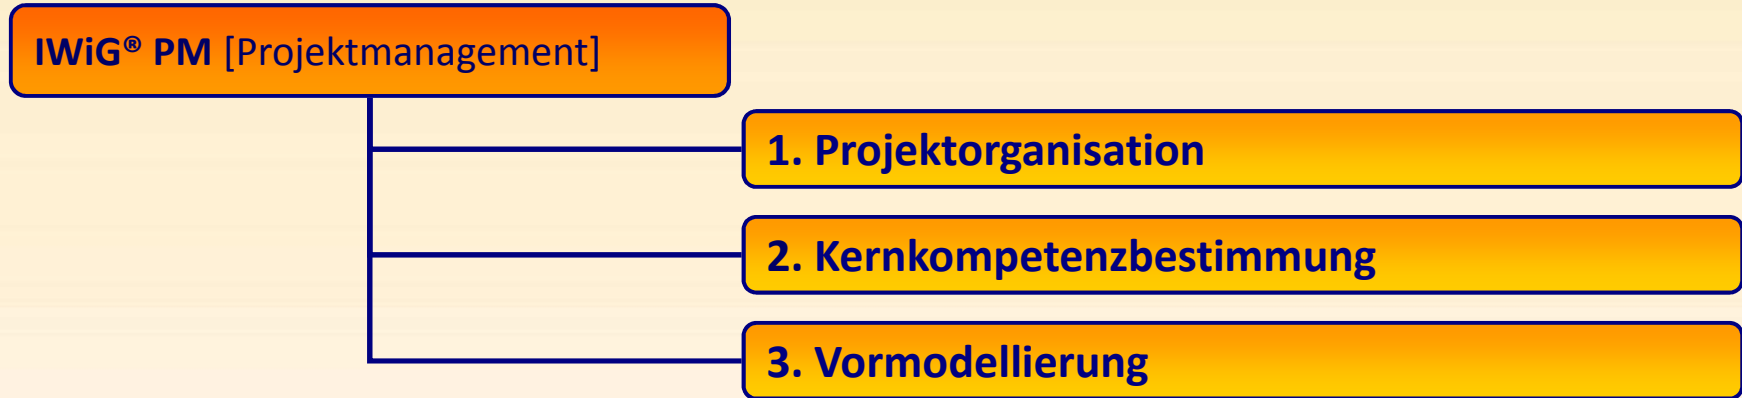 IWiG® PM [Projektmanagement]
1. Projektorganisation
2. Kernkompetenzbestimmung
3. Vormodellierung